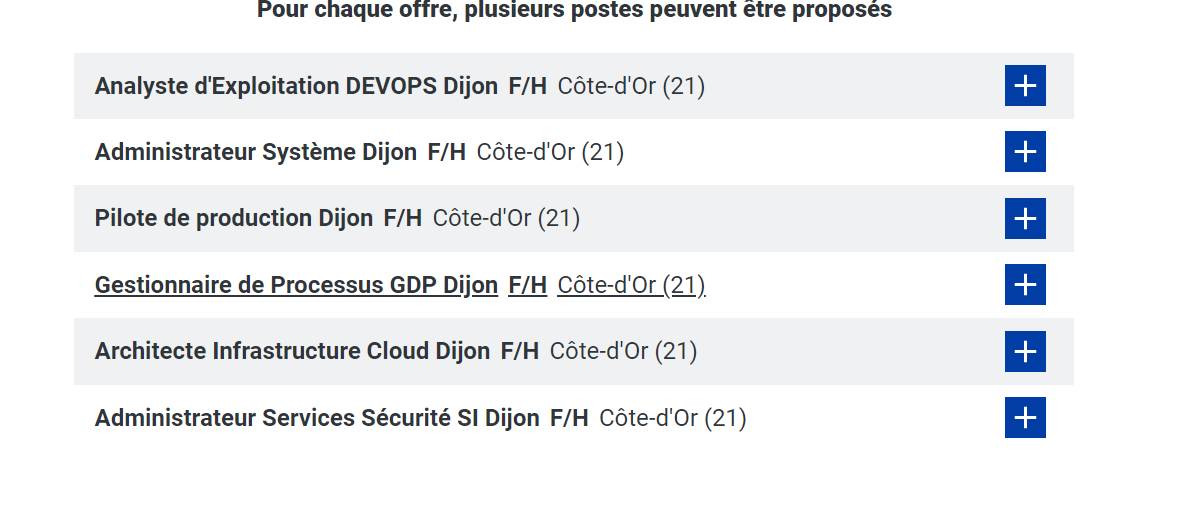 Pour chaque offre, plusieurs postes peuvent être proposés
Analyste d'Exploitation DEVOPS Dijon F/H Côte-d'Or (21)
Administrateur Système Dijon F/H Côte-d'Or (21)
Pilote de production Dijon F/H Côte-d'Or (21)
Gestionnaire de Processus GDP Dijon F/H Côte-d'Or (21)
Architecte Infrastructure Cloud Dijon F/H Côte-d'Or (21)
Administrateur Services Sécurité SI Dijon F/H Côte-d'Or (21)